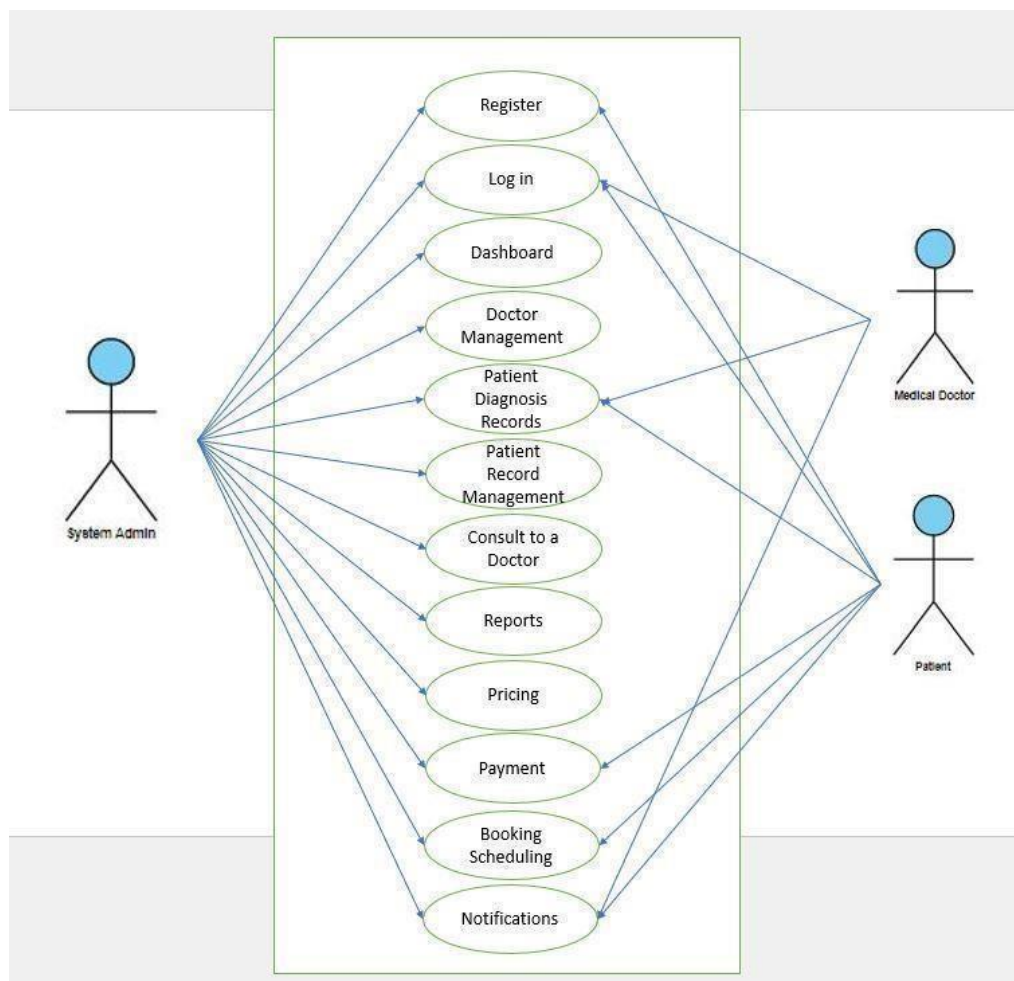 Register
Log in
Dashboard
Doctor
Management
Patient
Diagnosis
Records
Patient
Record
Management
Consult to a
Doctor
Reports
Pricing
Payment
Booking
Scheduling
Notifications
System Admin
Medical Doctor
Patient